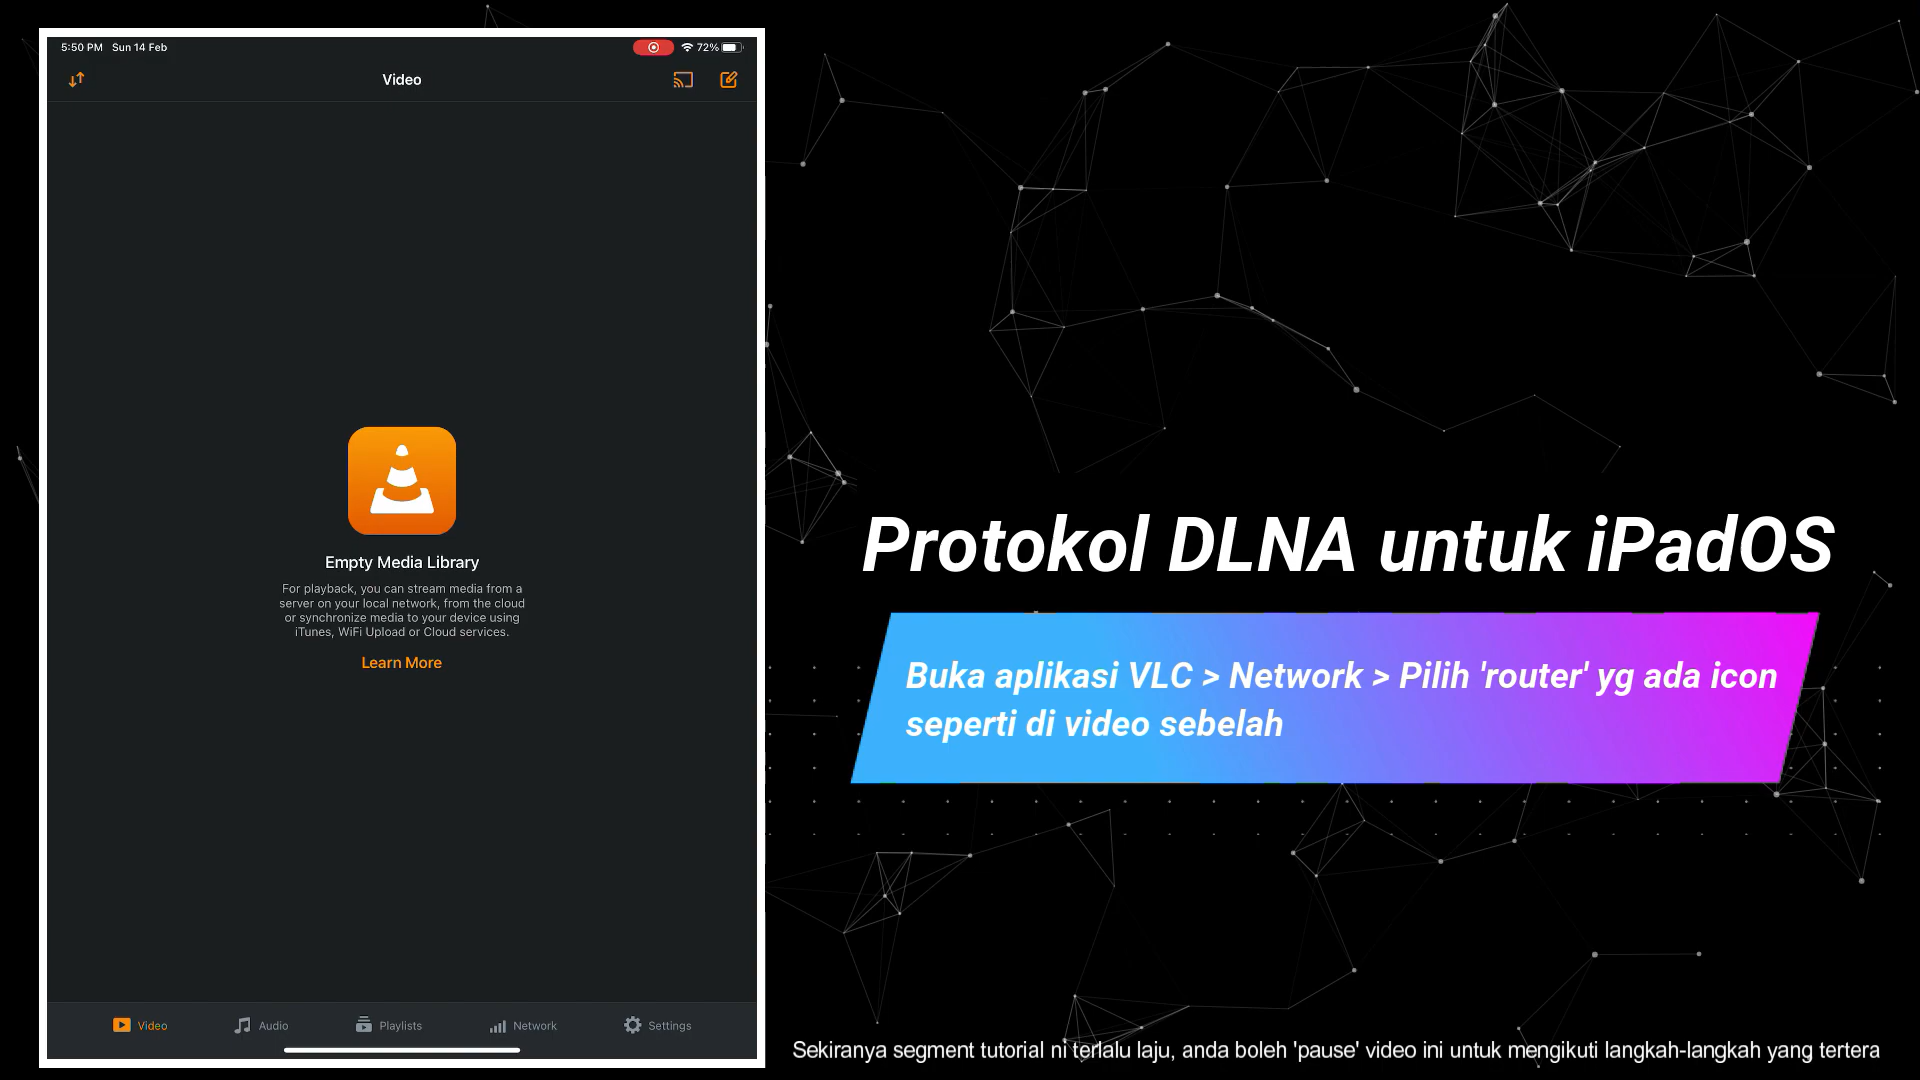 5:50 PM Sun 14 Feb
72%
Video
Empty Media Library
For playback, you can stream media from a
server on your local network, from the cloud
or synchronize media to your device using
iTunes, WiFi Upload or Cloud services.
Learn More
Video Audio Playlists Network Settings
Protokol DLNA untuk iPadOS
Buka aplikasi VLC > Network > Pilih 'router' yg ada icon
seperti di video sebelah
Sekiranya segment tutorial ni terlalu laju, anda boleh 'pause' video ini untuk mengikuti langkah-langkah yang tertera